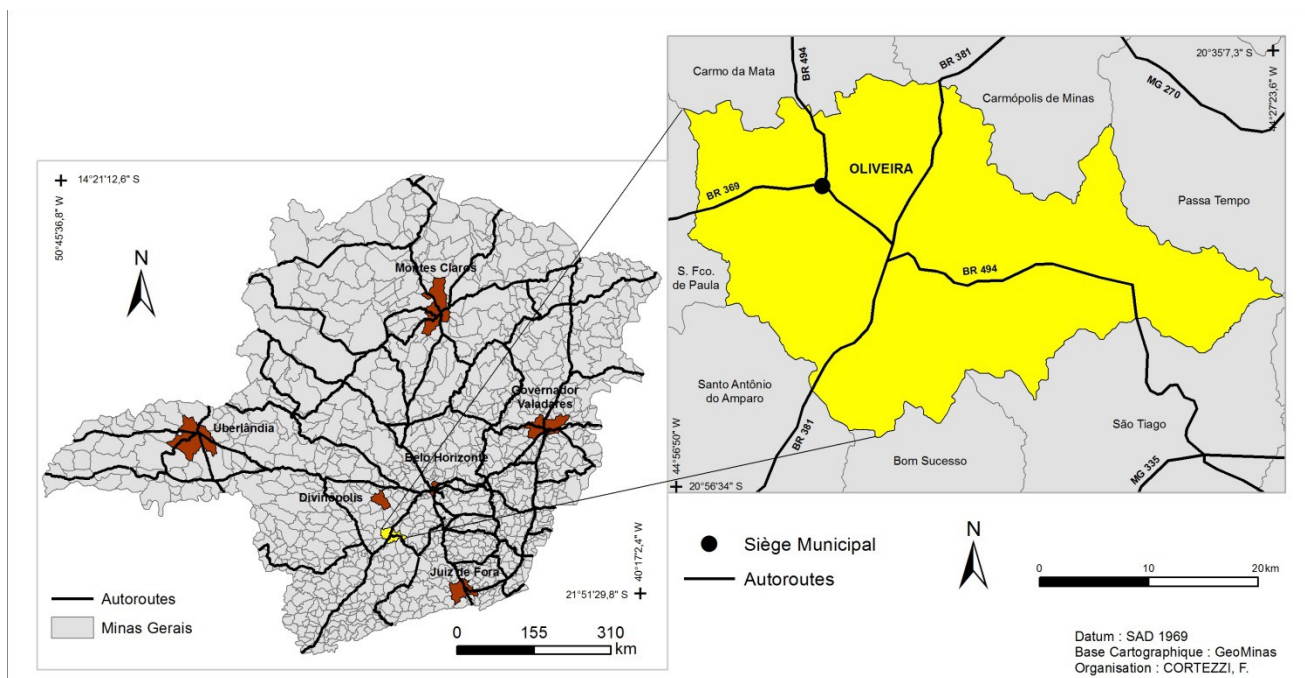 14°21'12,6" S
50°45'36,8" W
N
Montes Claros
Governador
Valadares
Uberlândia
Belo Horizonte
Divinópolis
Juiz de Fora
40°17'2,4" W
21°51'29,8" S
Autoroutes
Minas Gerais
0 155 310
km
20°35'7,3" S
BR 494
BR 381
Carmo da Mata
Carmópolis de Minas
MG 270
44°27'23,6" W
OLIVEIRA
BR 369
Passa Tempo
S. Fco.
de Paula
BR 494
Santo Antônio
do Amparo
São Tiago
BR 381
Bom Sucesso
MG 335
44°56'50" W
20°56'34" S
Siège Municipal
Autoroutes
N
0 10 20 km
Datum : SAD 1969
Base Cartographique : GeoMinas
Organisation : CORTEZZI, F.